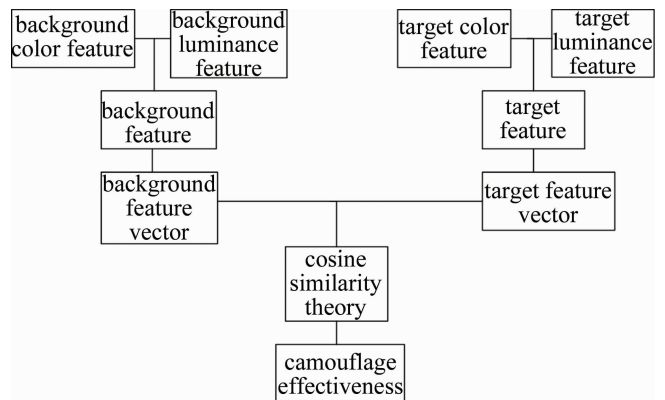 background
color feature
background
luminance
feature
target color
feature
target
luminance
feature
background
feature
target
feature
background
feature
vector
target feature
vector
cosine
similarity
theory
camouflage
effectiveness